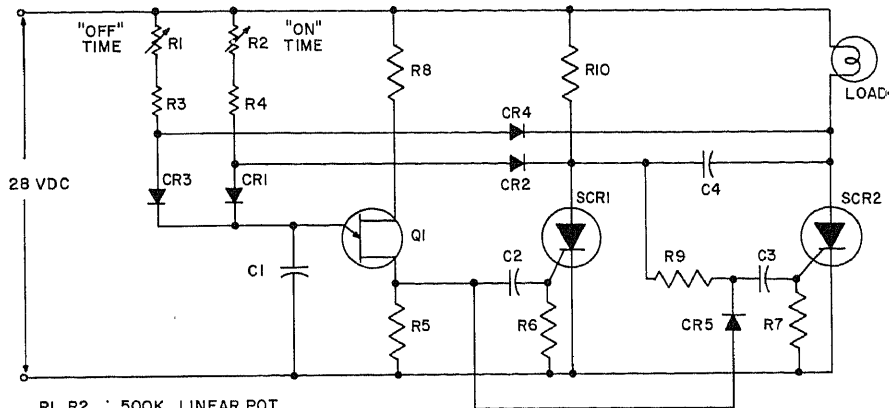 "OFF" TIME
R1
R2
"ON" TIME
R3
R4
R8
R10
LOAD
CR4
CR2
28 VDC
CR3
CR1
C4
SCR1
SCR2
Q1
C1
C2
R9
C3
R5
R6
CR5
R7
R1, R2 : 500K LINEAR POT